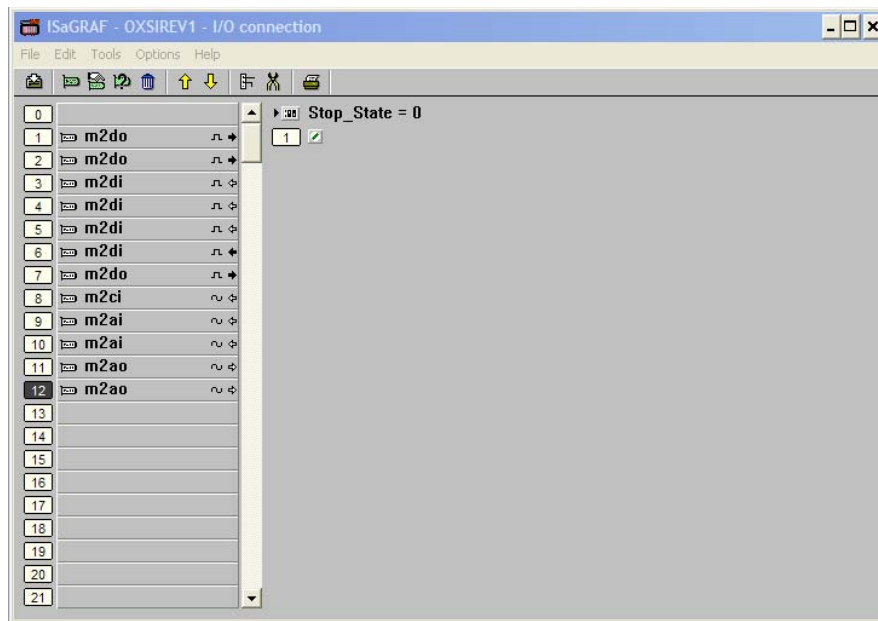 ISaGRAF - OXSIREV1 - I/O connection
File Edit Tools Options Help
0
1 m2do
2 m2do
3 m2di
4 m2di
5 m2di
6 m2di
7 m2do
8 m2ci
9 m2ai
10 m2ai
11 m2ao
12 m2ao
13
14
15
16
17
18
19
20
21
Stop_State = 0
1